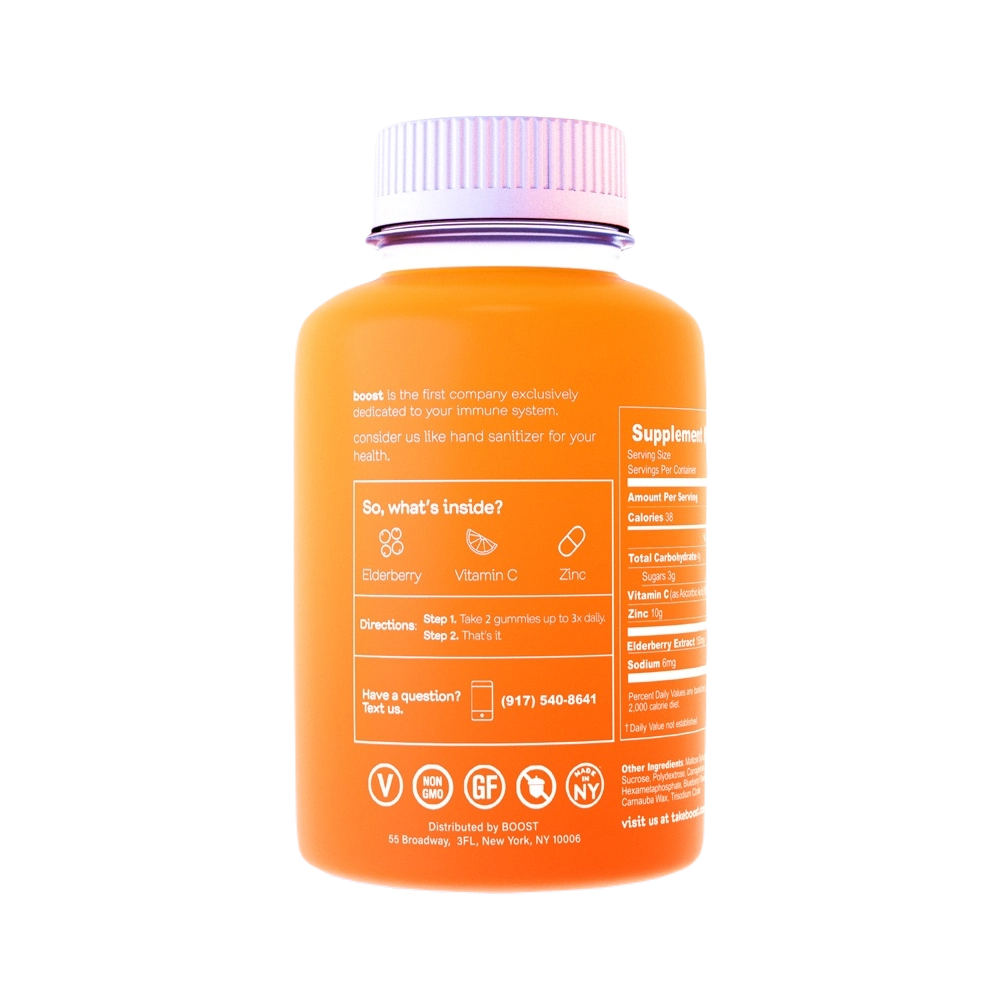 boost is the first company exclusively
dedicated to your immune system.
consider us like hand sanitizer for your
health.
So, what's inside?
Elderberry
Vitamin C
Zinc
Directions:
Step 1. Take 2 gummies up to 3x daily.
Step 2. That's it
Have a question?
Text us.
(917) 540-8641
V
NON
GMO
GF
MADE
IN
NY
Distributed by BOOST
55 Broadway, 3FL, New York, NY 10006
Supplement
Serving Size
Servings Per Container
Amount Per Serving
Calories 38
Total Carbohydrate
Sugars 3g
Vitamin C (as Ascorbic
Zinc 10g
Elderberry Extract
Sodium 6mg
Percent Daily Values are
2,000 calorie diet.
† Daily Value not established
Other Ingredients:
Sucrose, Polydextrose,
Hexametaphosphate,
Carnauba Wax, Trisodium
visit us at takeboost